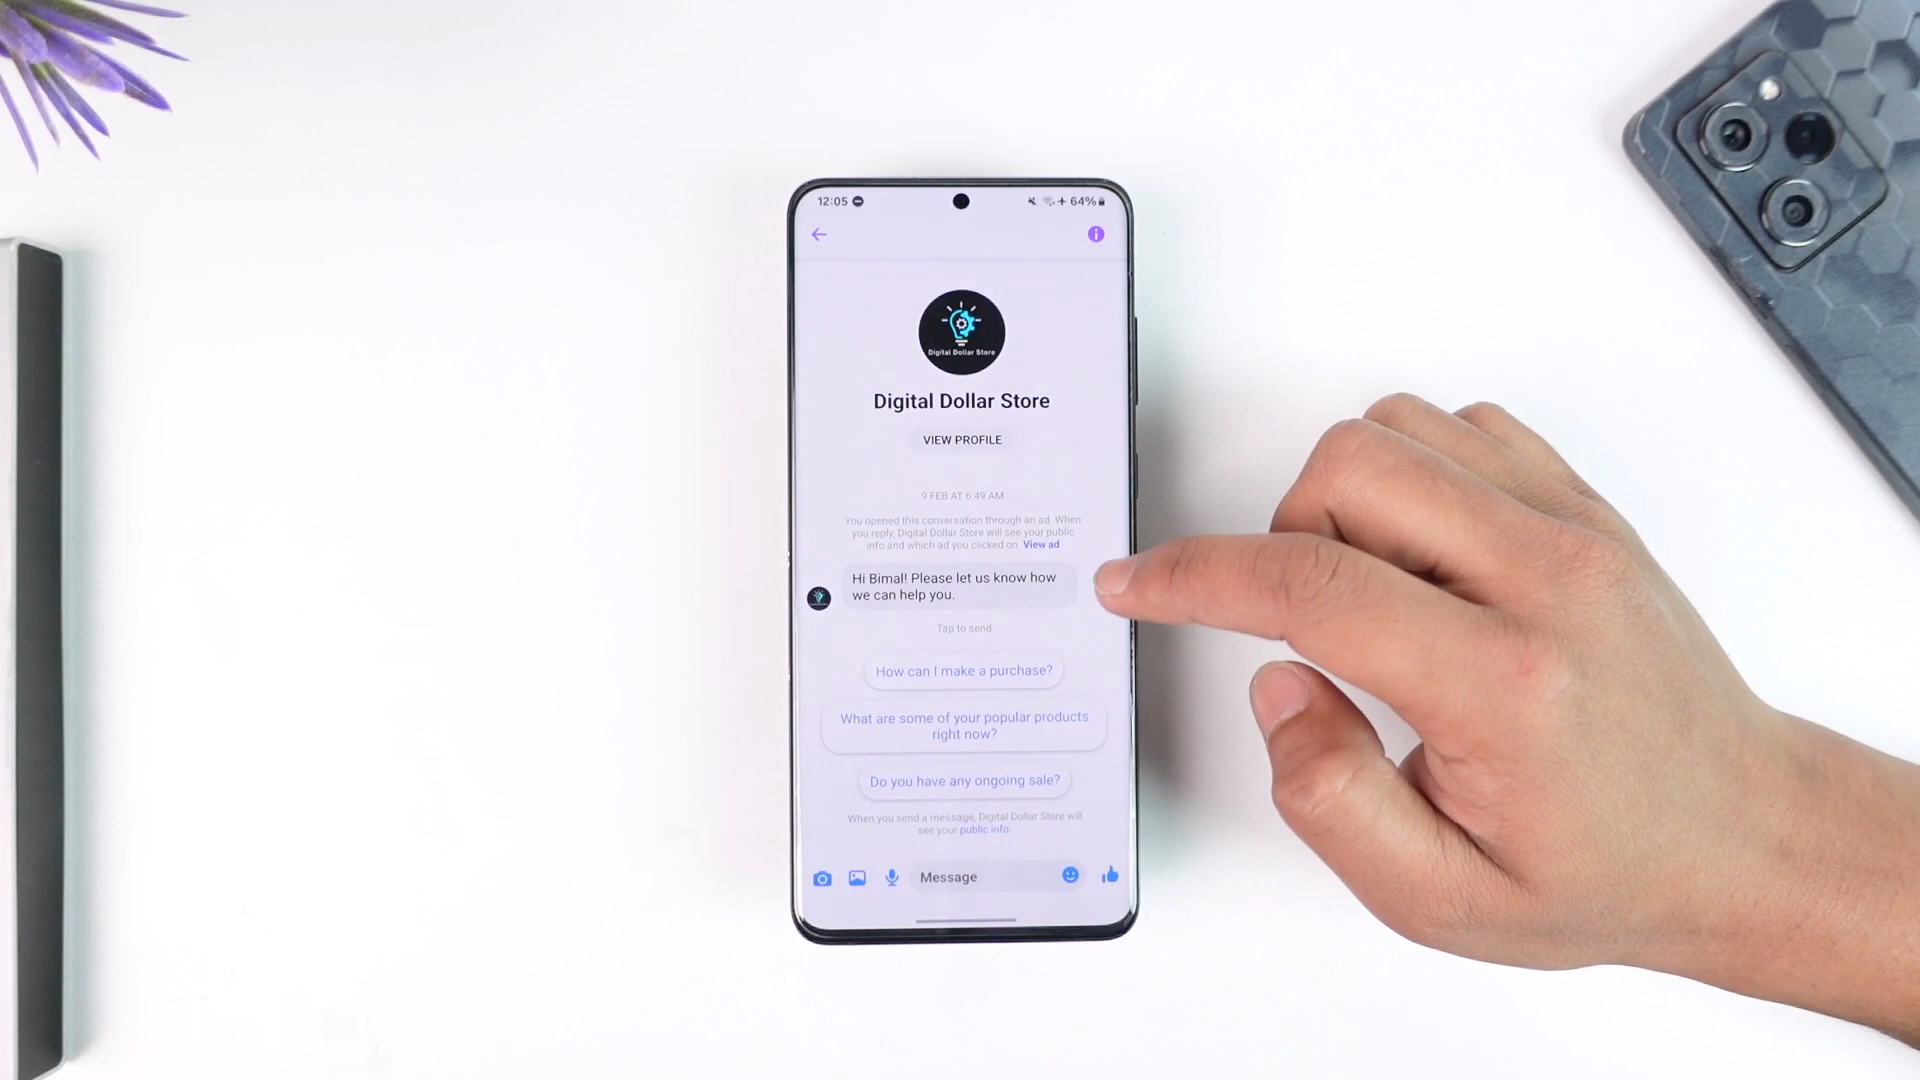 12:05
64%
Digital Dollar Store
Digital Dollar Store
VIEW PROFILE
9 FEB AT 6:49 AM
You opened this conversation through an ad. When
you reply, Digital Dollar Store will see your public
info and which ad you clicked on. View ad
Hi Bimal! Please let us know how
we can help you.
Tap to send
How can I make a purchase?
What are some of your popular products
right now?
Do you have any ongoing sale?
When you send a message, Digital Dollar Store will
see your public info.
Message